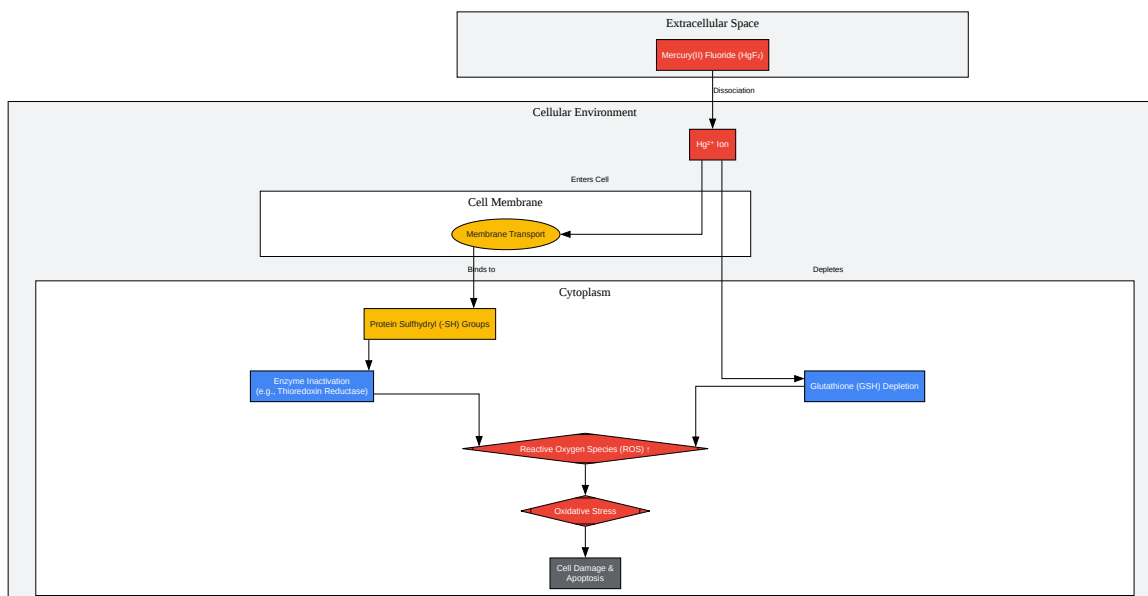 Extracellular Space
Mercury(II) Fluoride (HgF₂)
Dissociation
Cellular Environment
Hg²⁺ Ion
Enters Cell
Cell Membrane
Membrane Transport
Binds to
Depletes
Cytoplasm
Protein Sulfhydryl (-SH) Groups
Enzyme Inactivation
(e.g., Thioredoxin Reductase)
Glutathione (GSH) Depletion
Reactive Oxygen Species (ROS) ↑
Oxidative Stress
Cell Damage &
Apoptosis